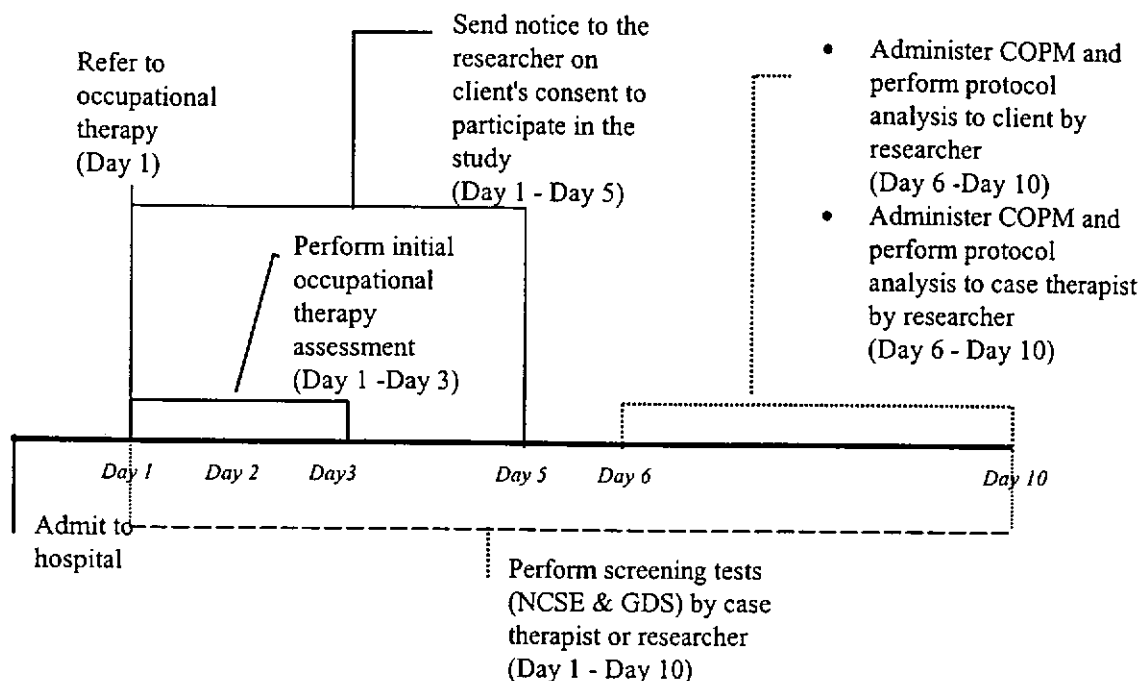 Refer to
occupational
therapy
(Day 1)
Send notice to the
researcher on
client's consent to
participate in the
study
(Day 1 - Day 5)
• Administer COPM and
perform protocol
analysis to client by
researcher
(Day 6 -Day 10)
• Administer COPM and
perform protocol
analysis to case therapist
by researcher
(Day 6 - Day 10)
Perform initial
occupational
therapy
assessment
(Day 1 -Day 3)
Day 1
Day 2
Day3
Day 5
Day 6
Day 10
Admit to
hospital
Perform screening tests
(NCSE & GDS) by case
therapist or researcher
(Day 1 - Day 10)